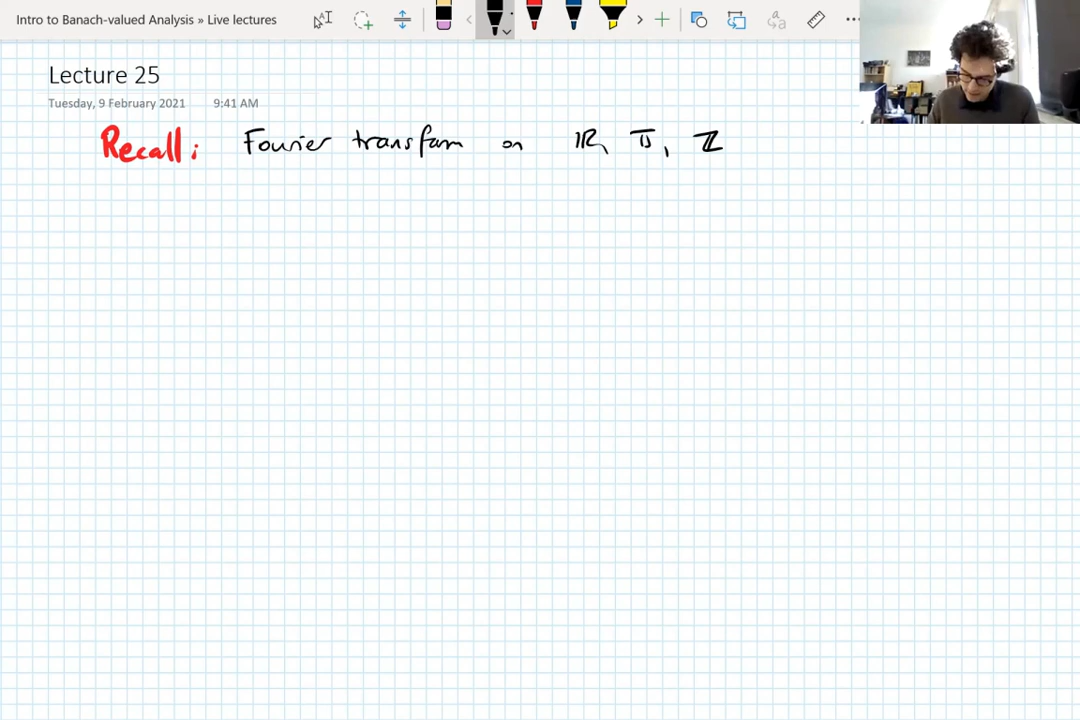 Intro to Banach-valued Analysis » Live lectures
Lecture 25
Tuesday, 9 February 2021 9:41 AM
Recall: Fourier transfam on ℝ, 𝕋, ℤ